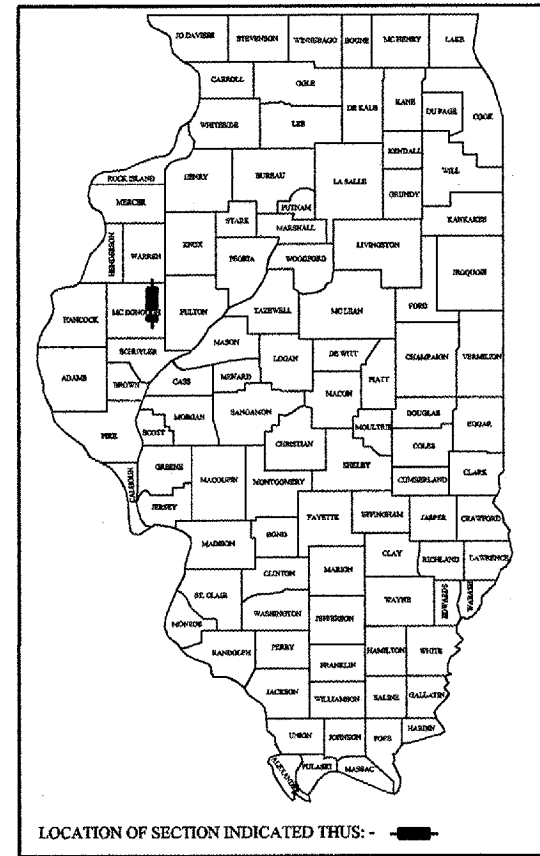 JO DAVIESS STEVENSON WINNEBAGO BOONE MC HENRY LAKE
CARROLL OGLE DE KALB KANE DU PAGE COOK
WHITESIDE LEE
KENDALL
ROCK ISLAND HENRY BUREAU LA SALLE GRUNDY WILL
MERCER PUTNAM
STARK MARSHALL KANKAKEE
HENDERSON WARREN KNOX PEORIA WOODFORD LIVINGSTON IROQUOIS
FORD
HANCOCK MC DONOUGH FULTON TAZEWELL MC LEAN
MASON
SCHUYLER LOGAN DE WITT CHAMPAIGN VERMILION
ADAMS BROWN CASS MENARD MACON PIATT
MORGAN SANGAMON DOUGLAS
PIKE SCOTT CHRISTIAN MOULTRIE COLES EDGAR
SHELBY
CALHOUN GREENE MACOUPIN MONTGOMERY CUMBERLAND CLARK
JERSEY
FAYETTE EFFINGHAM JASPER CRAWFORD
MADISON BOND
CLAY RICHLAND LAWRENCE
CLINTON MARION
ST. CLAIR WAYNE EDWARDS WABASH
WASHINGTON JEFFERSON
MONROE
RANDOLPH PERRY HAMILTON WHITE
FRANKLIN
JACKSON WILLIAMSON SALINE GALLATIN
UNION JOHNSON POPE HARDIN
ALEXANDER PULASKI MASSAC
LOCATION OF SECTION INDICATED THUS: -